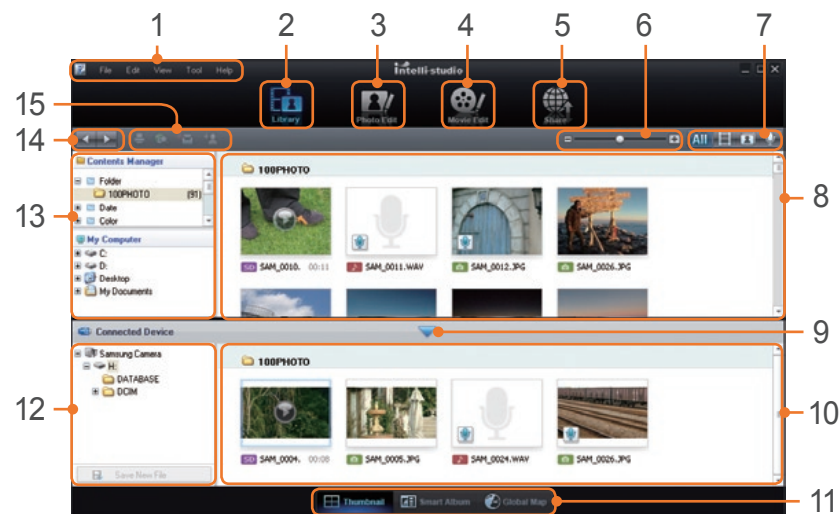 1 2 3 4 5 6 7
File Edit View Tool Help
intelli-studio
Library Photo Edit Movie Edit Share
15
14
All
Contents Manager
Folder
100PHOTO (91)
Date
Color
My Computer
C:
D:
Desktop
My Documents
13
100PHOTO
SD SAM_0010. 00:11 SAM_0011.WAV SAM_0012.JPG SAM_0026.JPG
8
Connected Device
9
Samsung Camera
H:
DATABASE
DCIM
Save New File
12
100PHOTO
SD SAM_0004. 00:08 SAM_0005.JPG SAM_0024.WAV SAM_0026.JPG
10
Thumbnail Smart Album Global Map
11